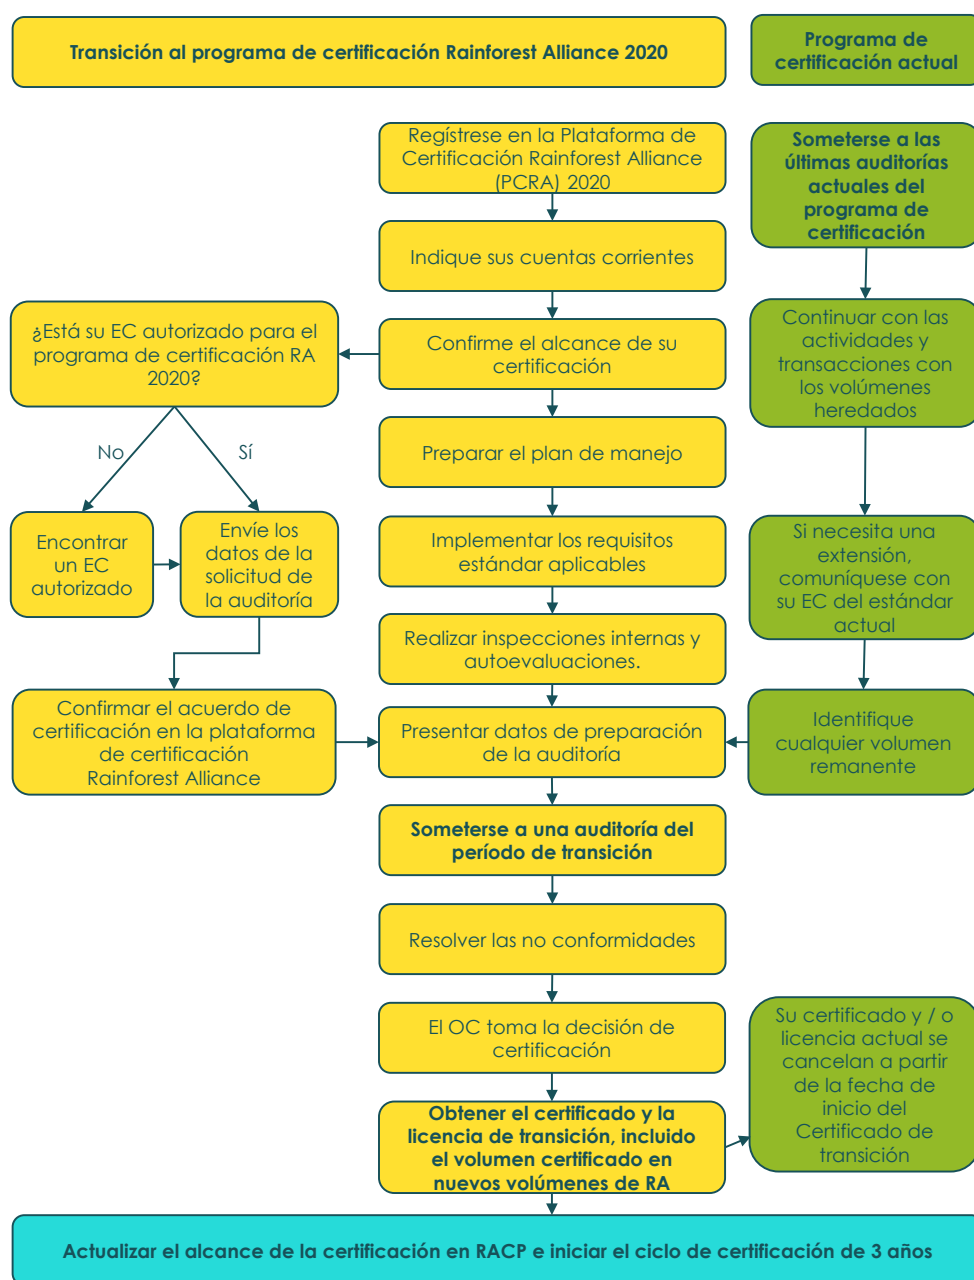 Transición al programa de certificación Rainforest Alliance 2020
Programa de
certificación actual
Regístrese en la Plataforma de
Certificación Rainforest Alliance
(PCRA) 2020
Someterse a las
últimas auditorías
actuales del
programa de
certificación
Indique sus cuentas corrientes
¿Está su EC autorizado para el
programa de certificación RA
2020?
Confirme el alcance de su
certificación
Continuar con las
actividades y
transacciones con
los volúmenes
heredados
No
Sí
Preparar el plan de manejo
Encontrar
un EC
autorizado
Envíe los
datos de la
solicitud de
la auditoría
Implementar los requisitos
estándar aplicables
Si necesita una
extensión,
comuníquese con
su EC del estándar
actual
Realizar inspecciones internas y
autoevaluaciones.
Confirmar el acuerdo de
certificación en la plataforma
de certificación
Rainforest Alliance
Presentar datos de preparación
de la auditoría
Identifique
cualquier volumen
remanente
Someterse a una auditoría del
período de transición
Resolver las no conformidades
El OC toma la decisión de
certificación
Su certificado y / o
licencia actual se
cancelan a partir
de la fecha de
inicio del
Certificado de
transición
Obtener el certificado y la
licencia de transición, incluido
el volumen certificado en
nuevos volúmenes de RA
Actualizar el alcance de la certificación en RACP e iniciar el ciclo de certificación de 3 años